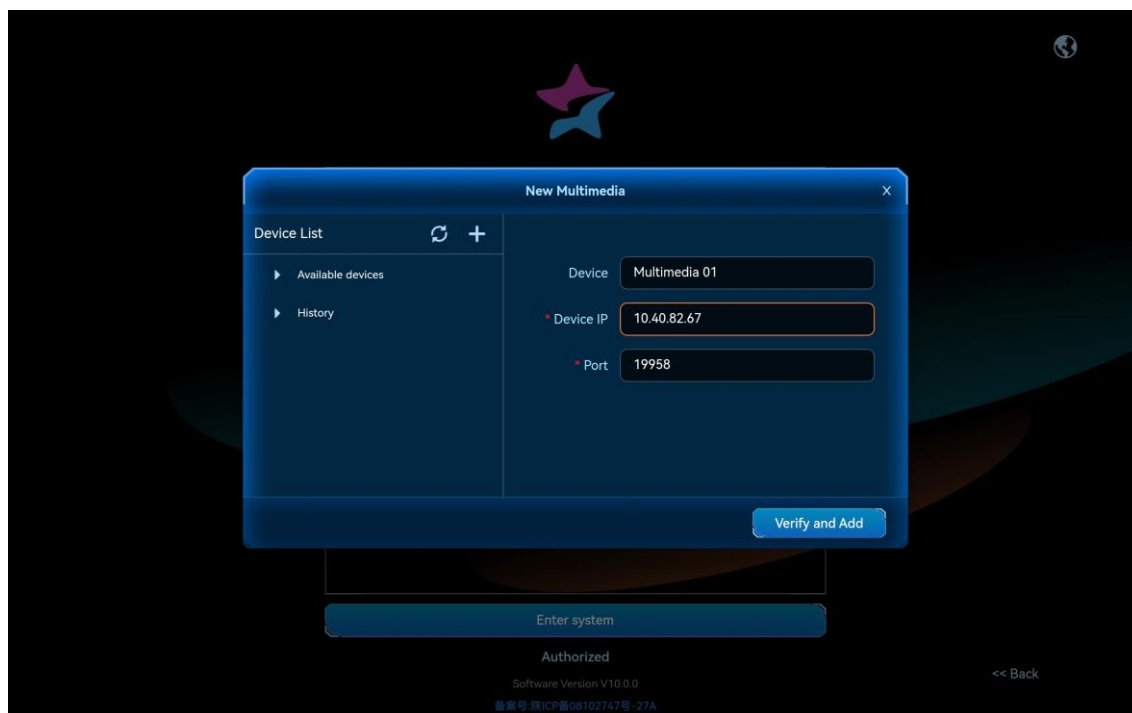 New Multimedia X
Device List
Available devices
History
Device Multimedia 01
* Device IP 10.40.82.67
* Port 19958
Verify and Add
Enter system
Authorized
Software Version V10.0.0
<< Back
备案号:陕ICP备08102747号-27A